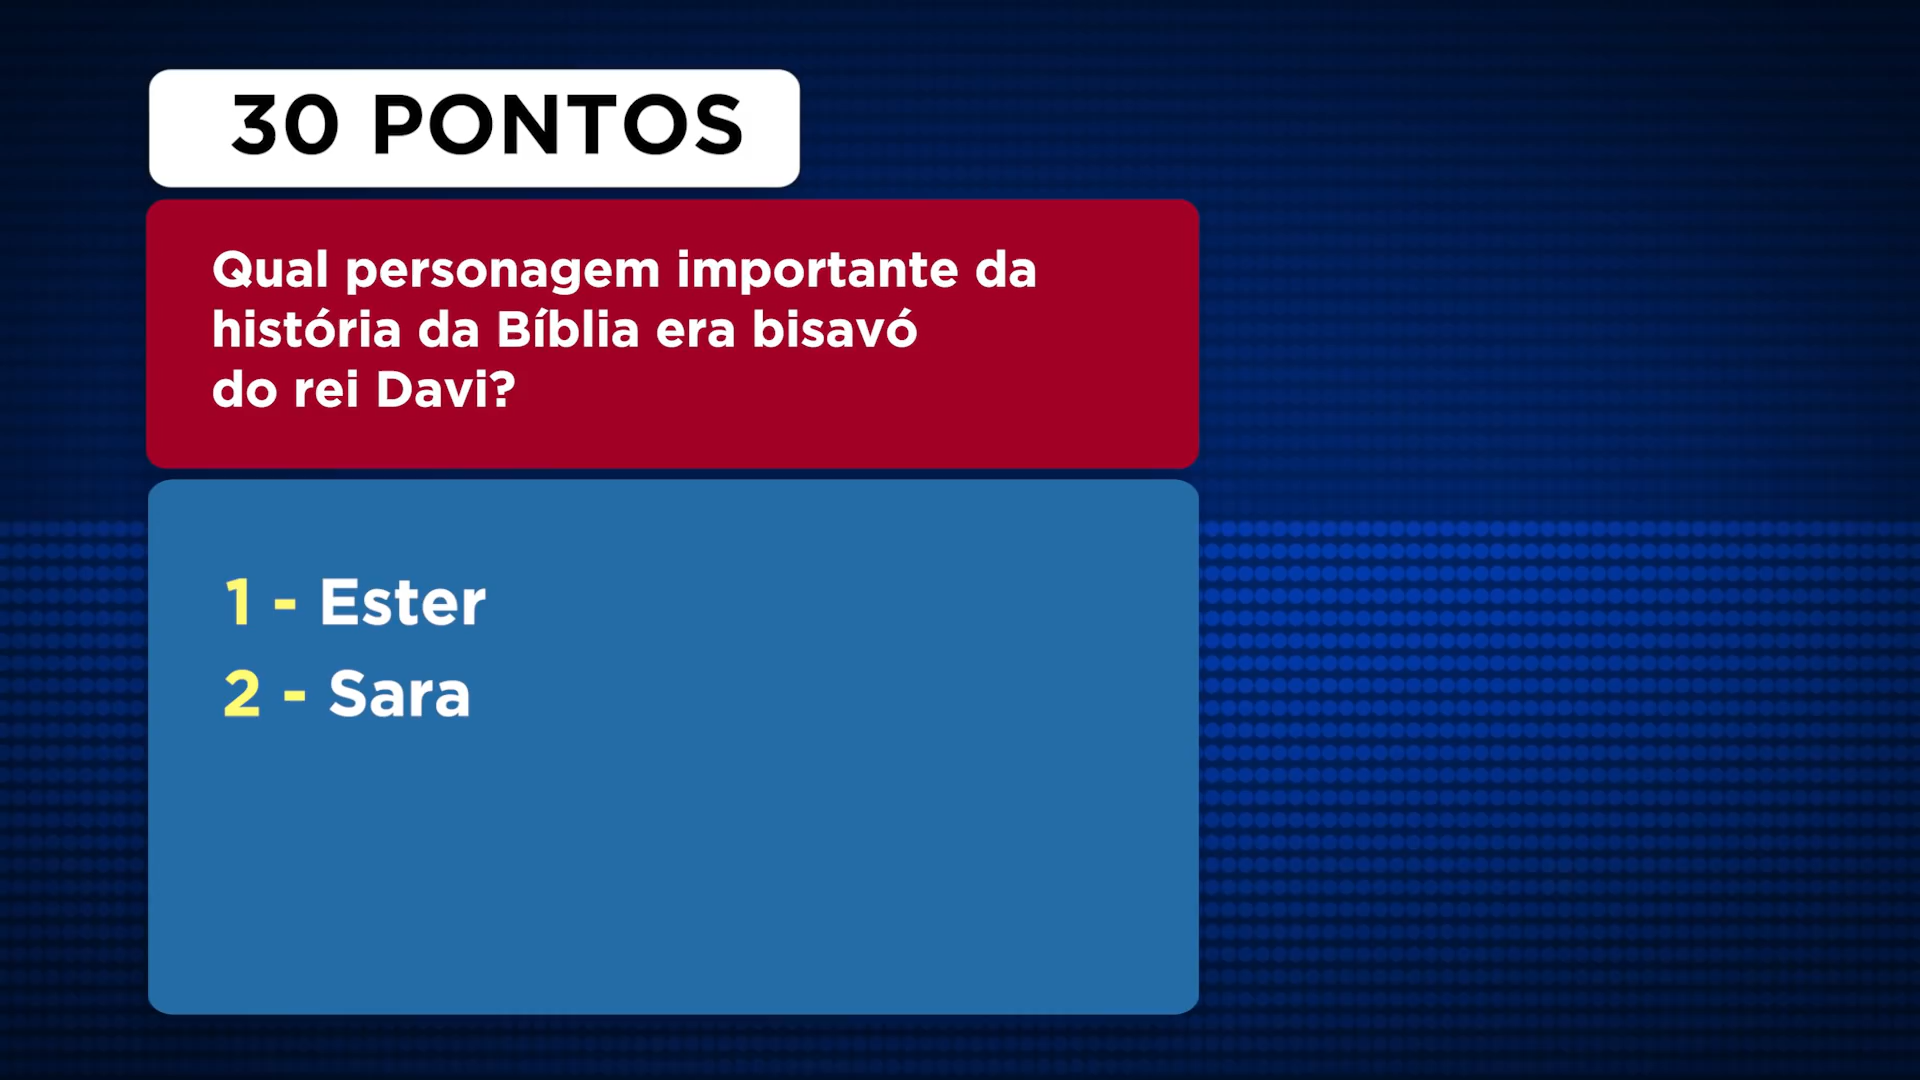 30 PONTOS
Qual personagem importante da
história da Bíblia era bisavó
do rei Davi?
1 - Ester
2 - Sara